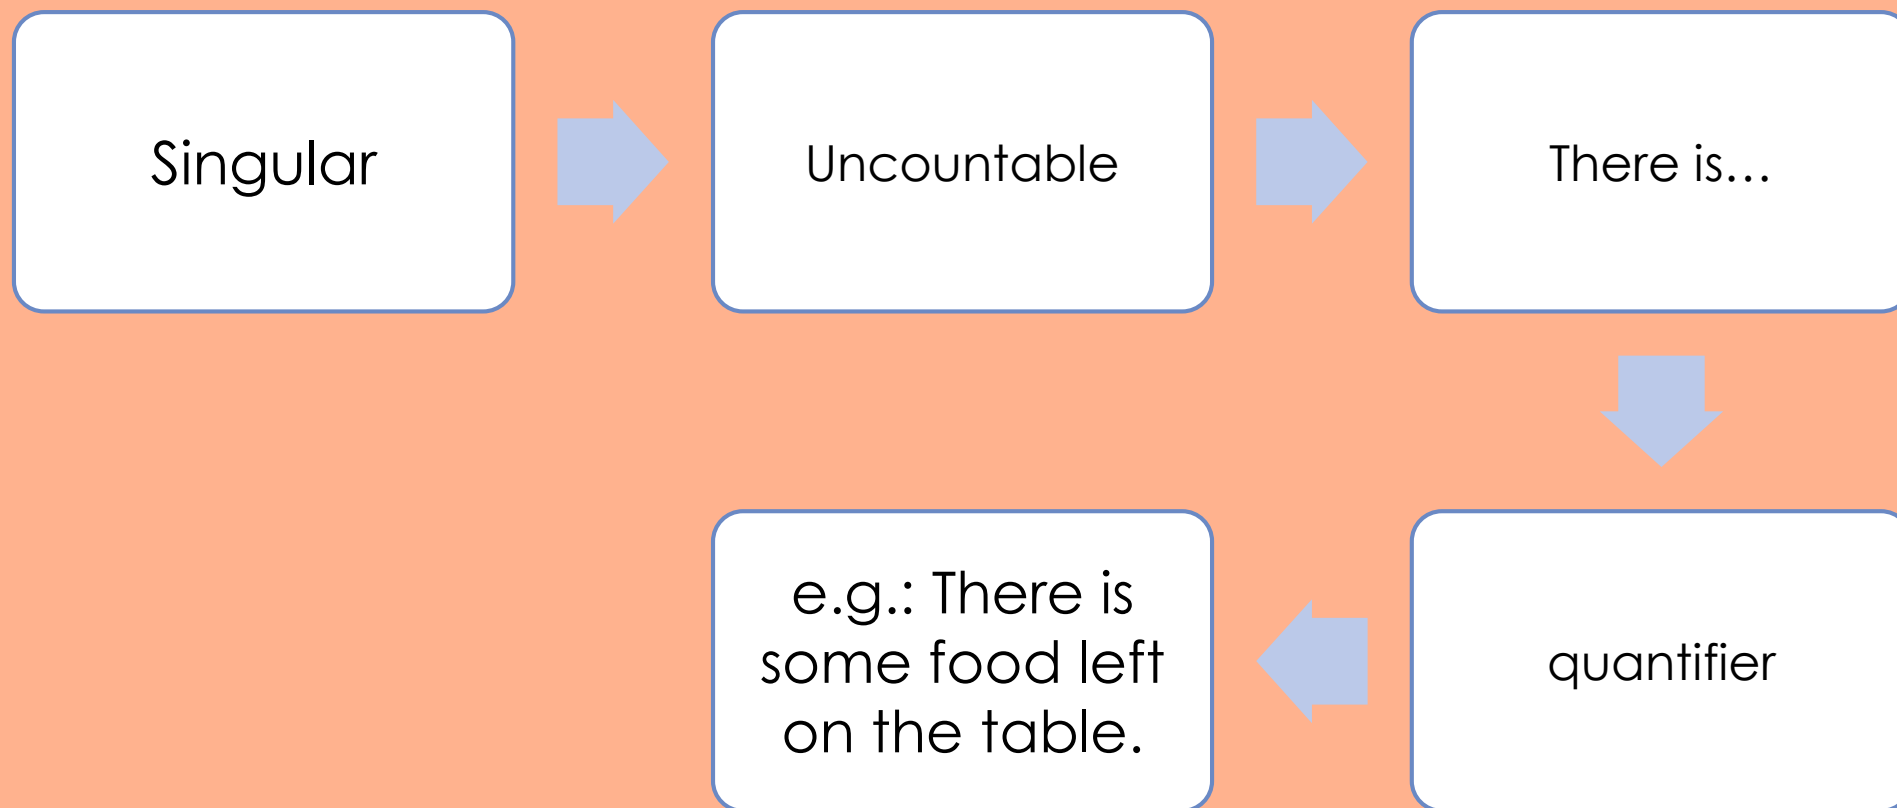 Singular
Uncountable
There is…
quantifier
e.g.: There is
some food left
on the table.